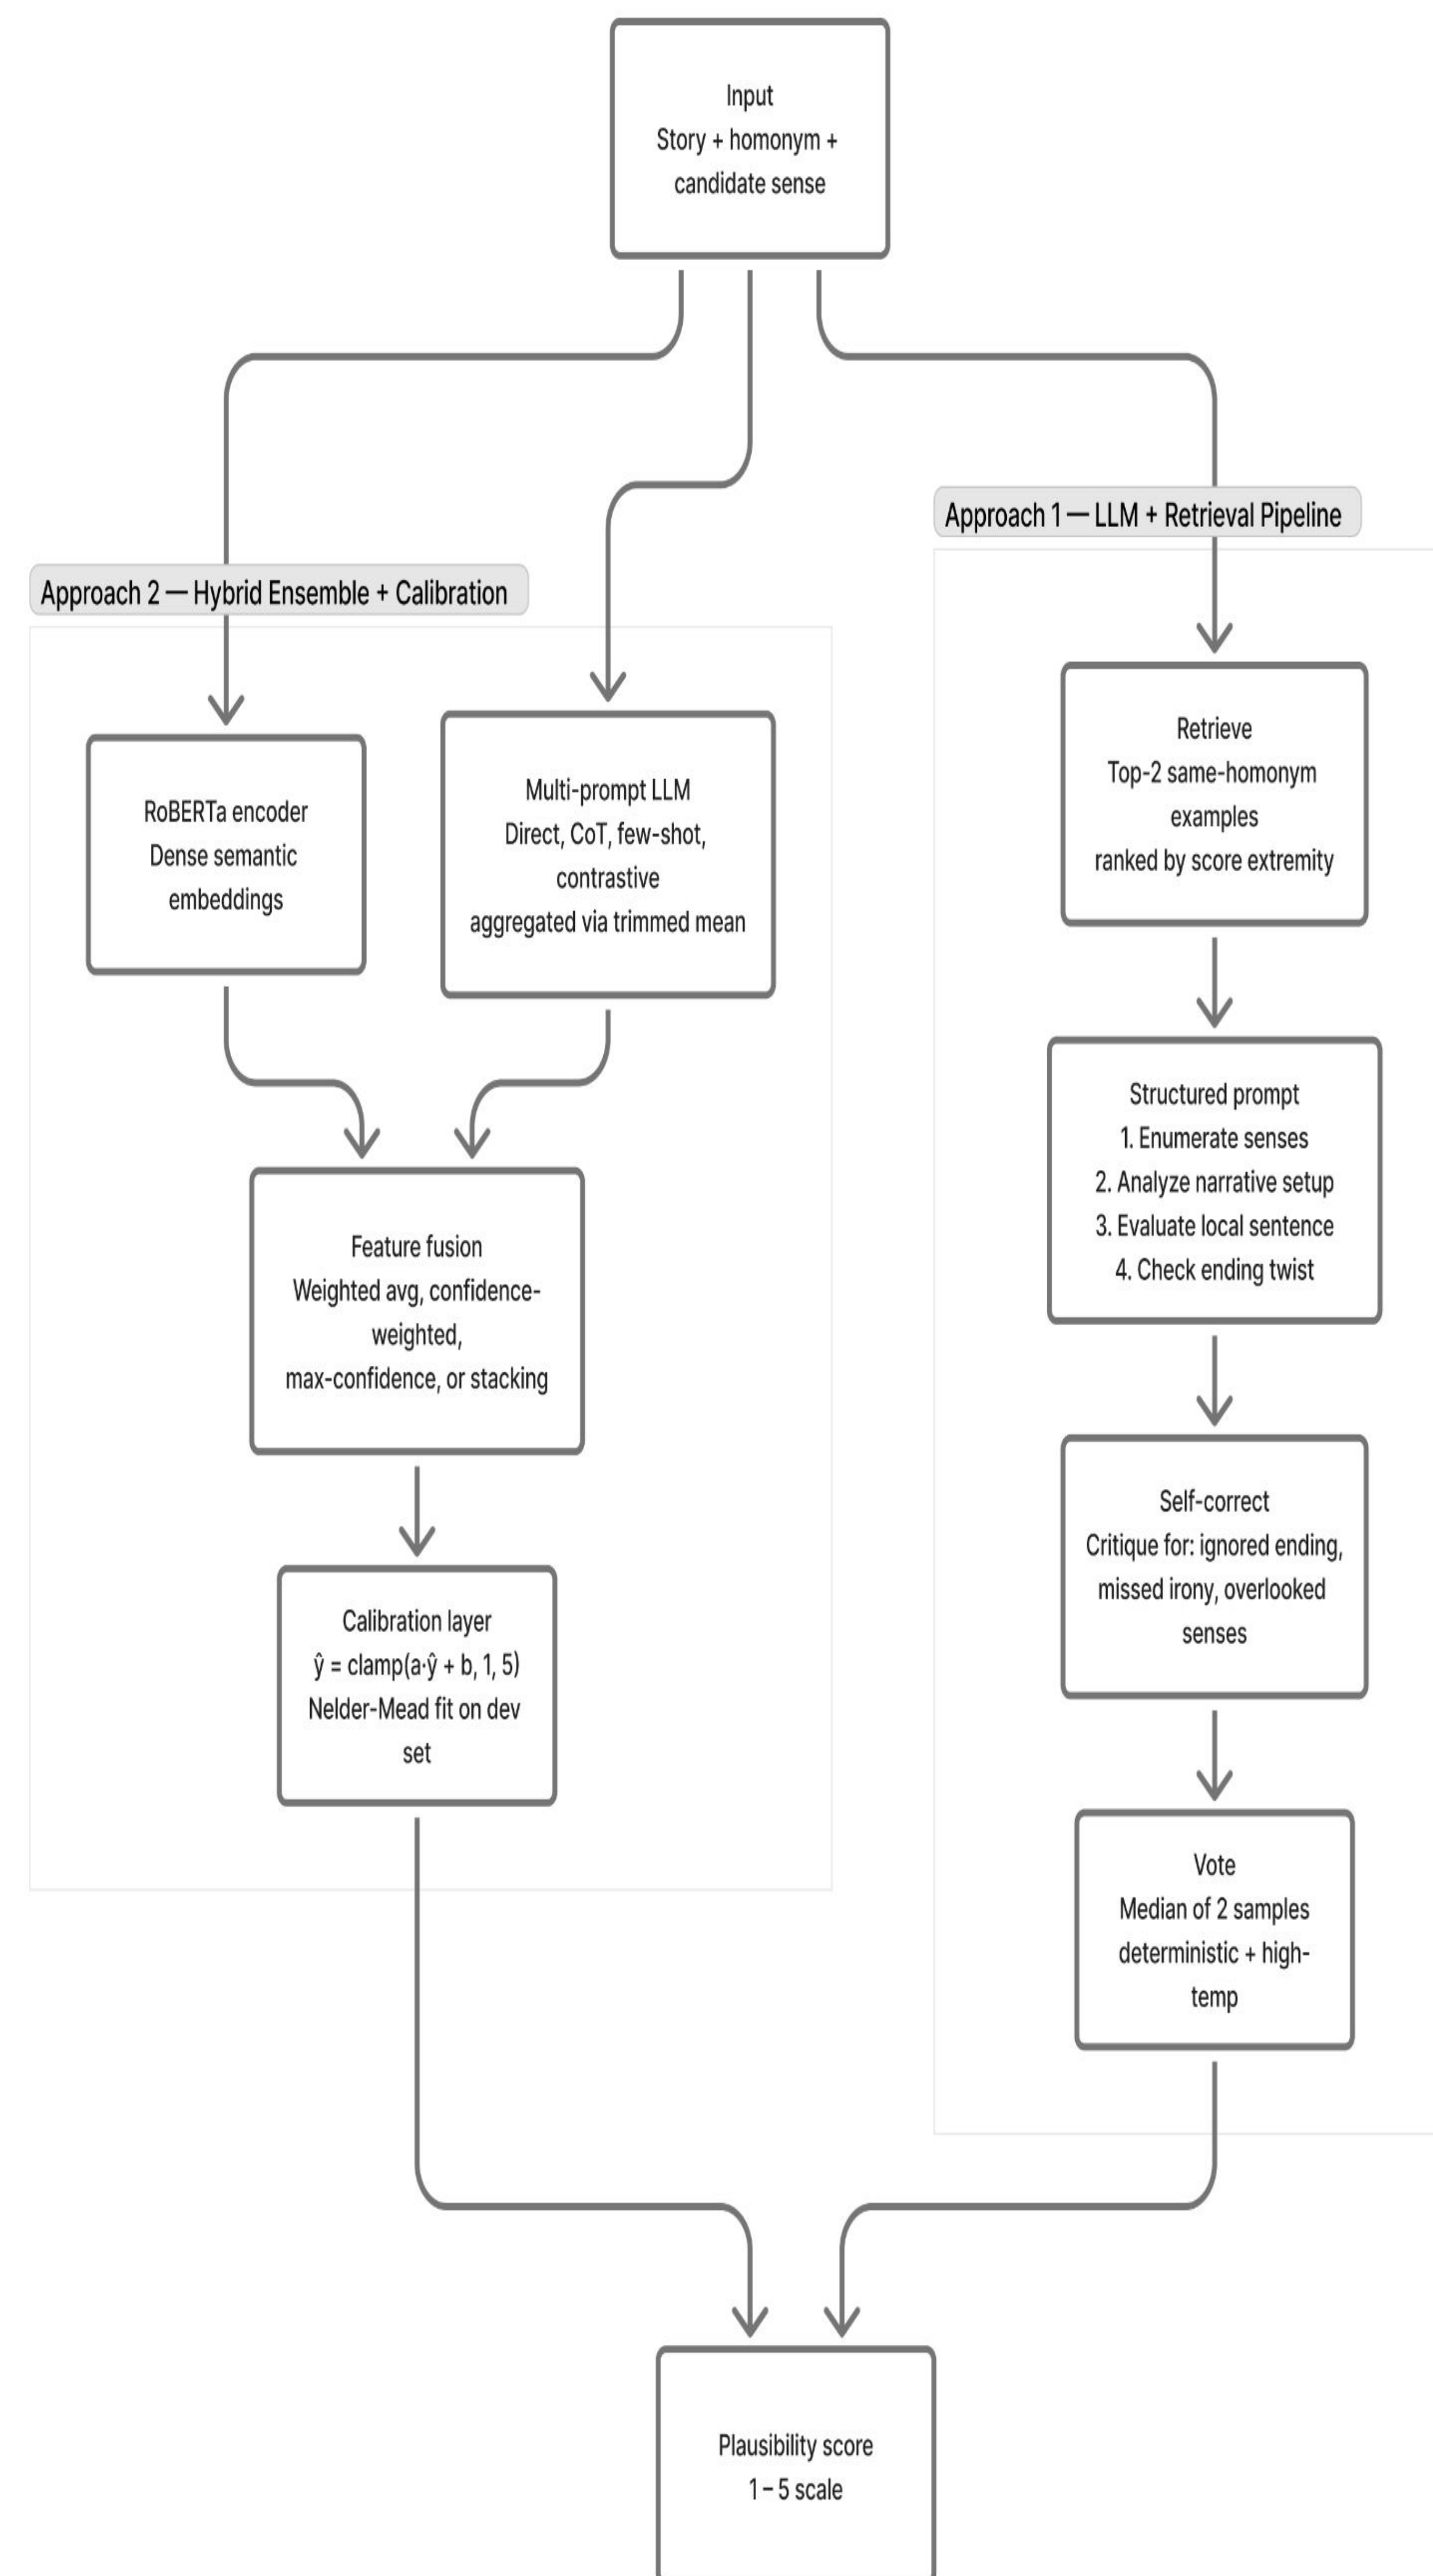 Input
Story + homonym +
candidate sense
Approach 1 — LLM + Retrieval Pipeline
Approach 2 — Hybrid Ensemble + Calibration
RoBERTa encoder
Dense semantic
embeddings
Multi-prompt LLM
Direct, CoT, few-shot,
contrastive
aggregated via trimmed mean
Retrieve
Top-2 same-homonym
examples
ranked by score extremity
Structured prompt
1. Enumerate senses
2. Analyze narrative setup
3. Evaluate local sentence
4. Check ending twist
Feature fusion
Weighted avg, confidence-
weighted,
max-confidence, or stacking
Self-correct
Critique for: ignored ending,
missed irony, overlooked
senses
Calibration layer
ŷ = clamp(a·ŷ + b, 1, 5)
Nelder-Mead fit on dev
set
Vote
Median of 2 samples
deterministic + high-
temp
Plausibility score
1 – 5 scale